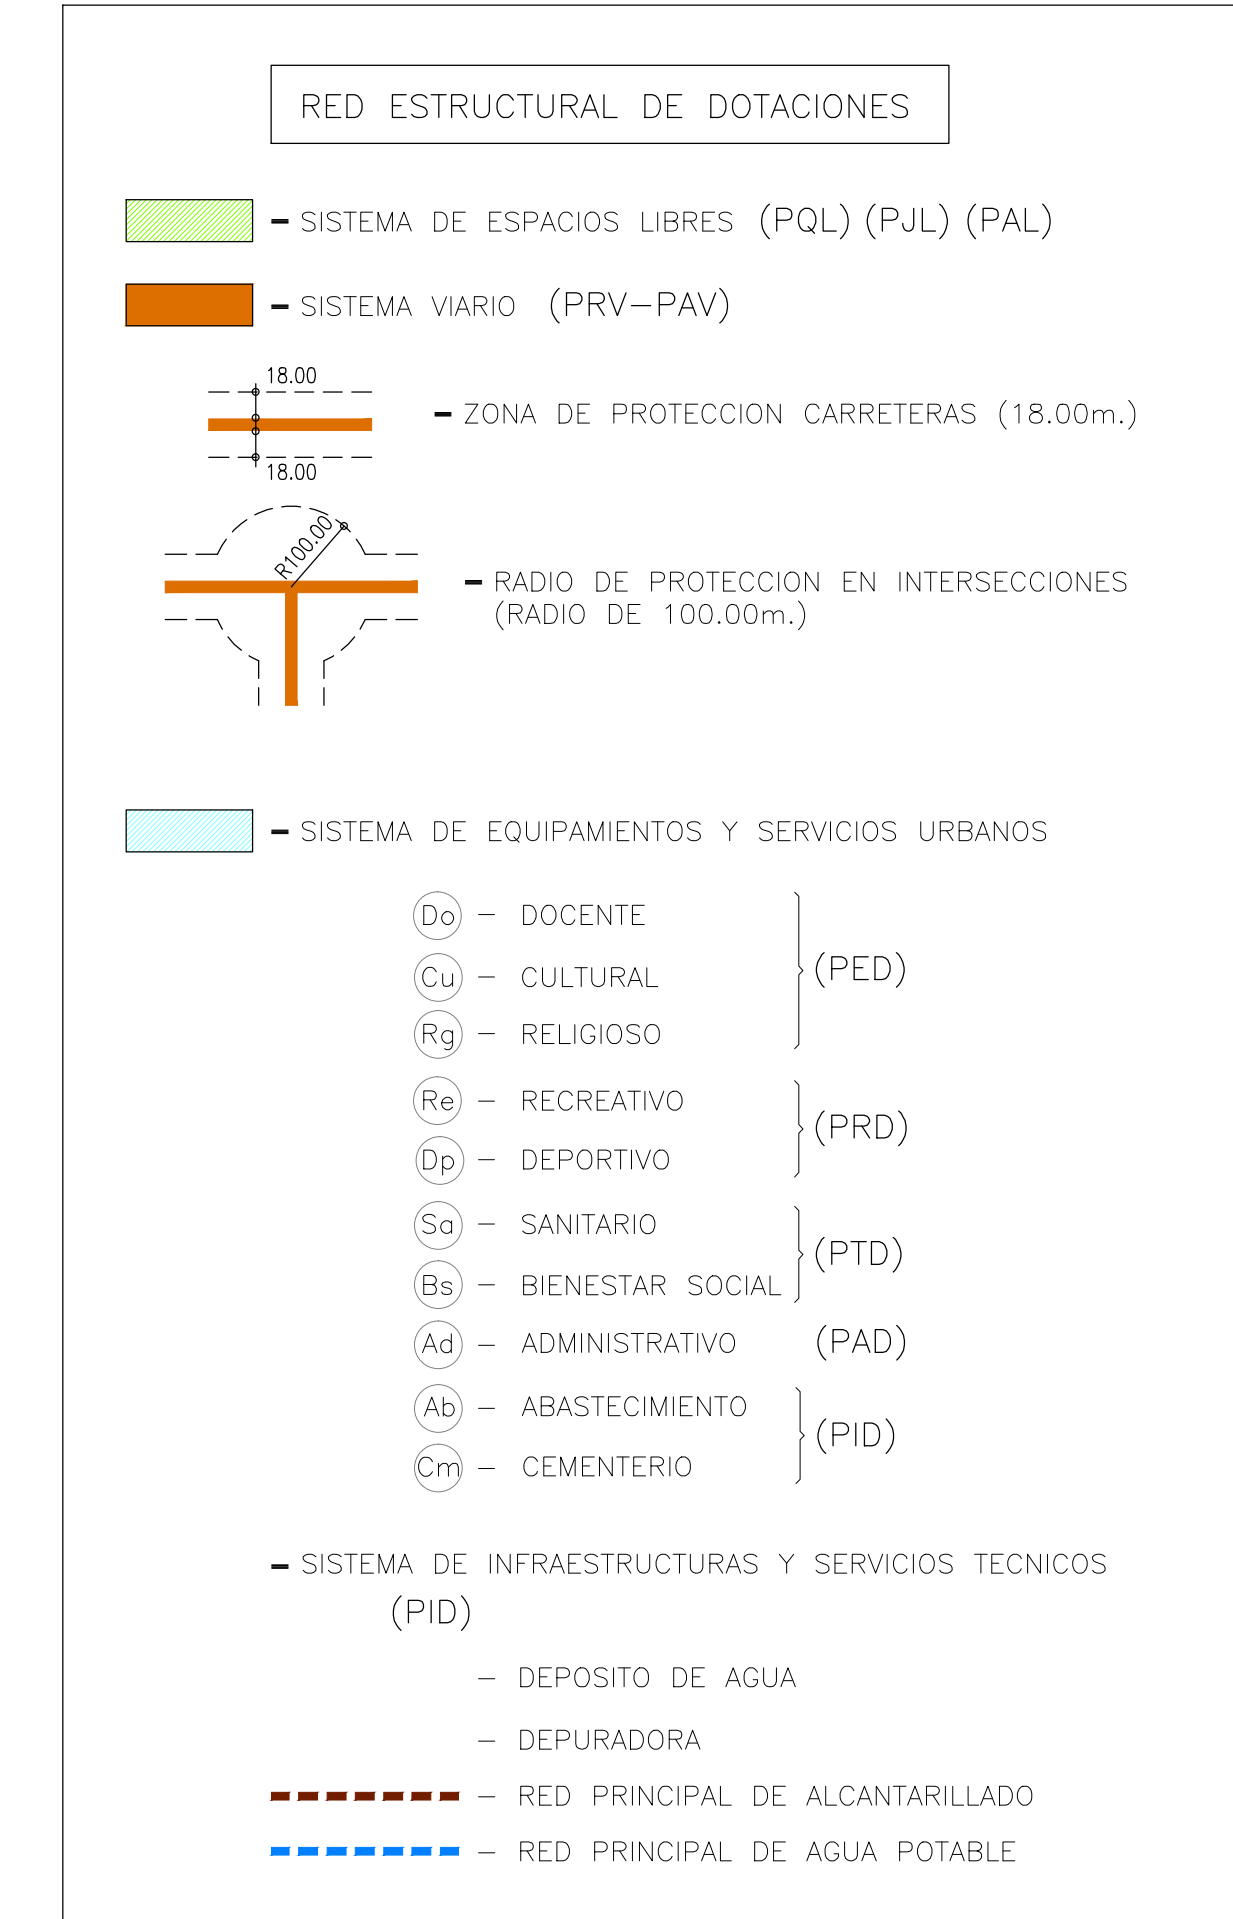 RED ESTRUCTURAL DE DOTACIONES
- SISTEMA DE ESPACIOS LIBRES (PQL) (PJL) (PAL)
- SISTEMA VIARIO (PRV-PAV)
18.00
- ZONA DE PROTECCION CARRETERAS (18.00m.)
18.00
R100.00
- RADIO DE PROTECCION EN INTERSECCIONES
(RADIO DE 100.00m.)
- SISTEMA DE EQUIPAMIENTOS Y SERVICIOS URBANOS
Do - DOCENTE
Cu - CULTURAL
(PED)
Rg - RELIGIOSO
Re - RECREATIVO
(PRD)
Dp - DEPORTIVO
Sa - SANITARIO
(PTD)
Bs - BIENESTAR SOCIAL
Ad - ADMINISTRATIVO (PAD)
Ab - ABASTECIMIENTO
(PID)
Cm - CEMENTERIO
- SISTEMA DE INFRAESTRUCTURAS Y SERVICIOS TECNICOS
(PID)
- DEPOSITO DE AGUA
- DEPURADORA
- RED PRINCIPAL DE ALCANTARILLADO
- RED PRINCIPAL DE AGUA POTABLE